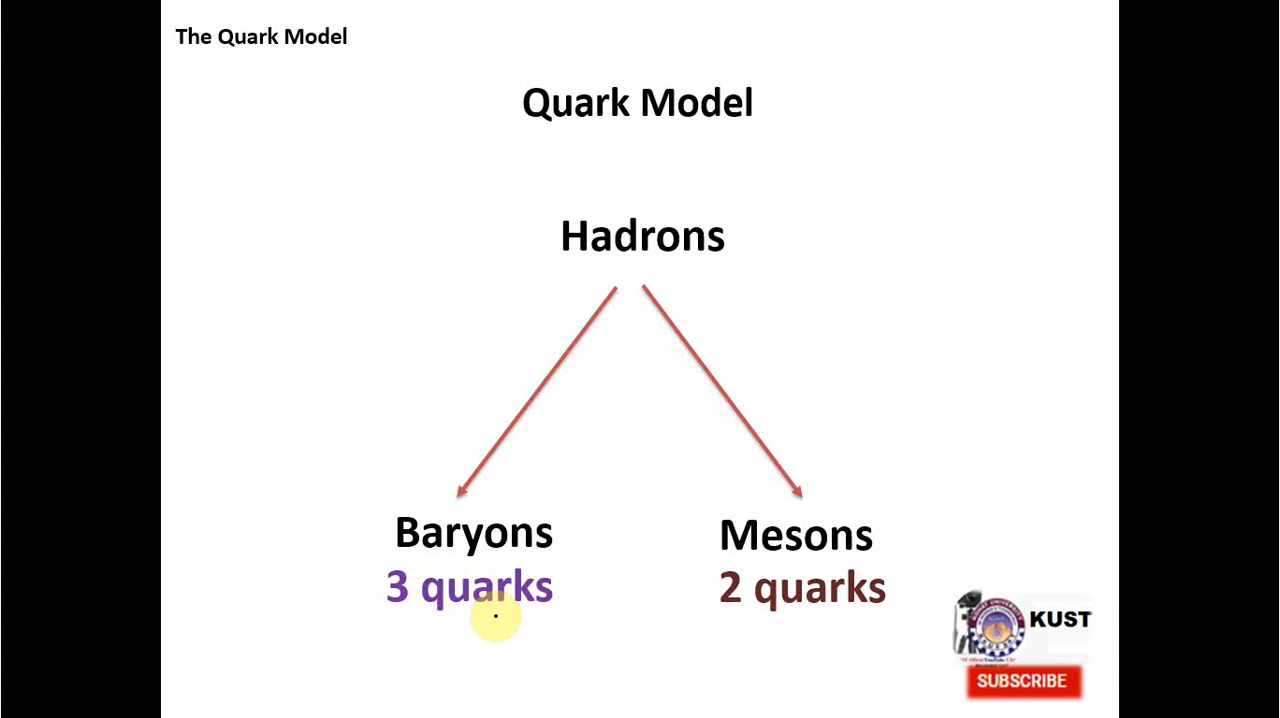 The Quark Model
Quark Model
Hadrons
Baryons
Mesons
3 quarks
2 quarks
KUST
SUBSCRIBE